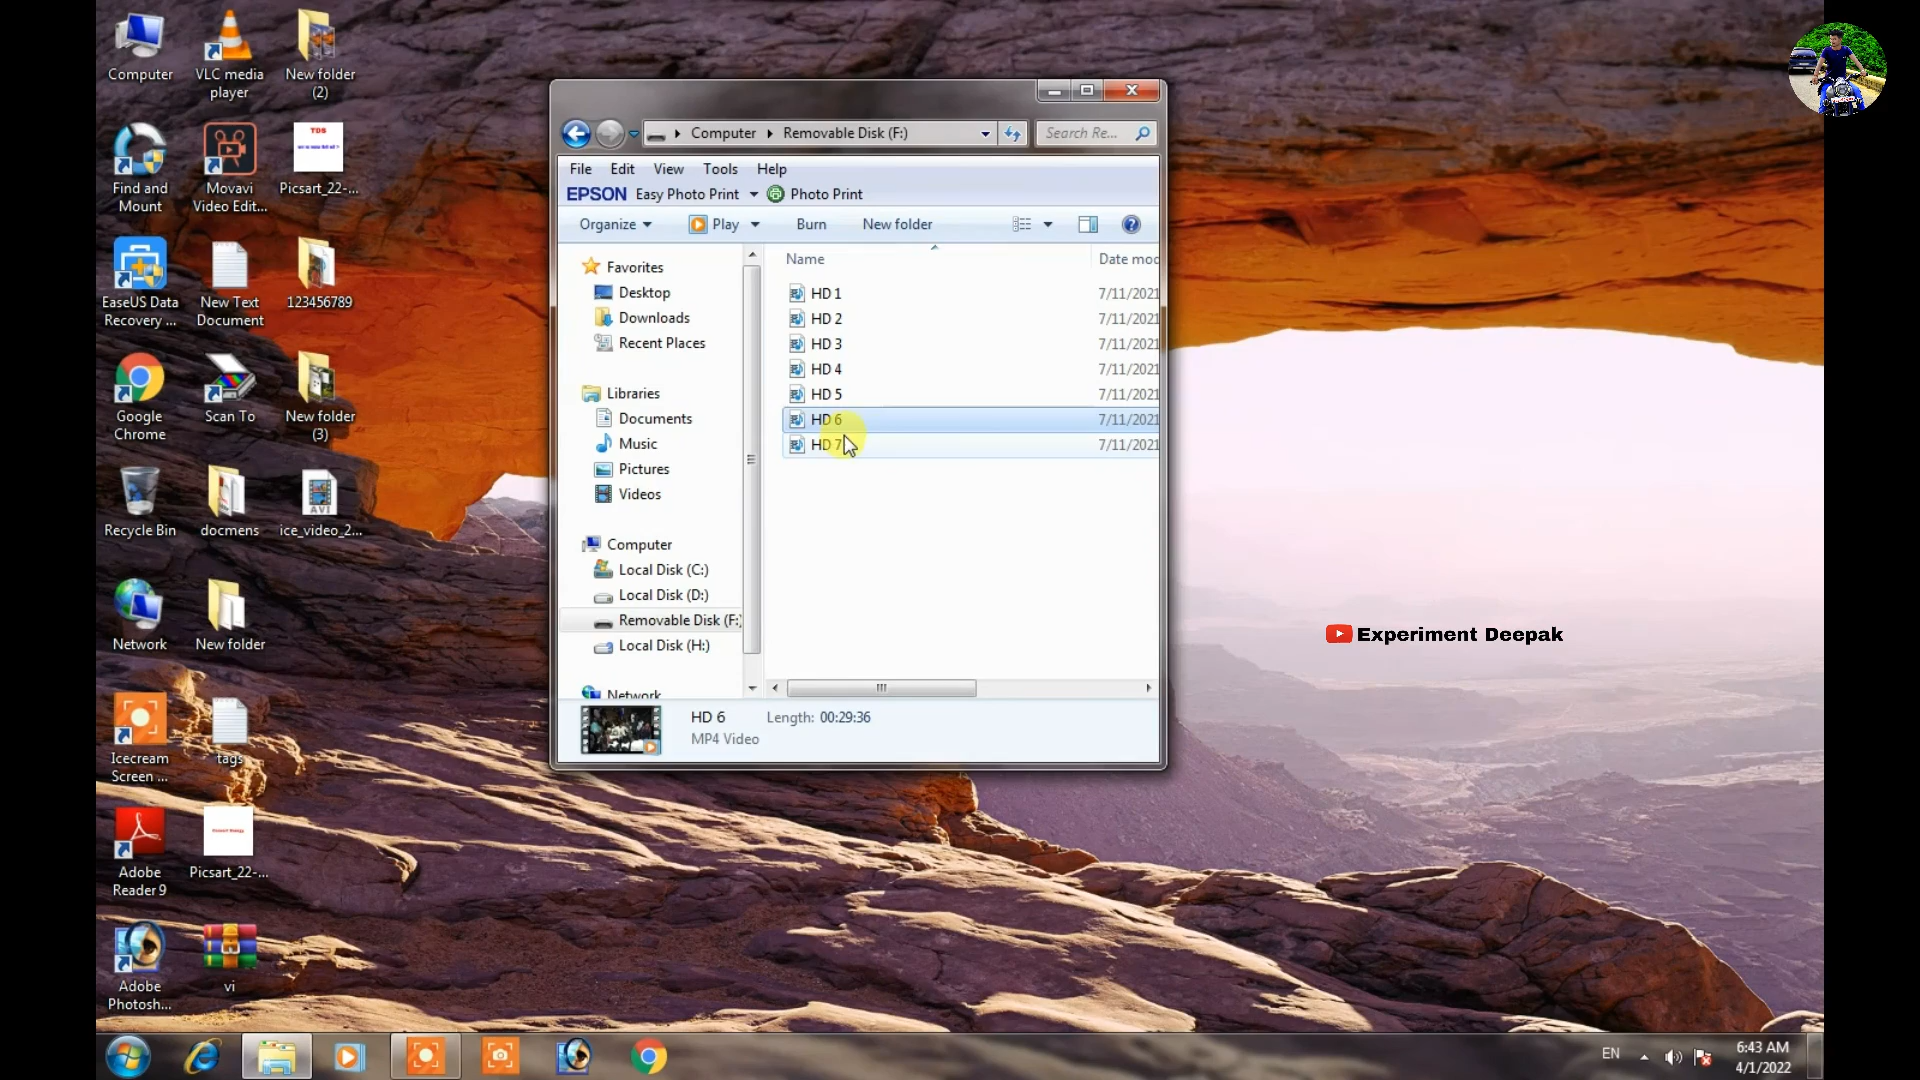 Computer
VLC media
player
New folder
(2)
Find and
Mount
Movavi
Video Edit...
TDS
Picsart_22-...
EaseUS Data
Recovery ...
New Text
Document
123456789
Google
Chrome
Scan To
New folder
(3)
Recycle Bin
docmens
AVI
ice_video_2...
Network
New folder
Icecream
Screen ...
tags
Adobe
Reader 9
Picsart_22-...
Adobe
Photosh...
vi
Computer
Removable Disk (F:)
Search Re...
File Edit View Tools Help
EPSON Easy Photo Print Photo Print
Organize Play Burn New folder
Favorites
Desktop
Downloads
Recent Places
Libraries
Documents
Music
Pictures
Videos
Computer
Local Disk (C:)
Local Disk (D:)
Removable Disk (F:)
Local Disk (H:)
Network
Name Date moc
HD 1 7/11/2021
HD 2 7/11/2021
HD 3 7/11/2021
HD 4 7/11/2021
HD 5 7/11/2021
HD 6 7/11/2021
HD 7 7/11/2021
HD 6 Length: 00:29:36
MP4 Video
Experiment Deepak
EN
6:43 AM
4/1/2022